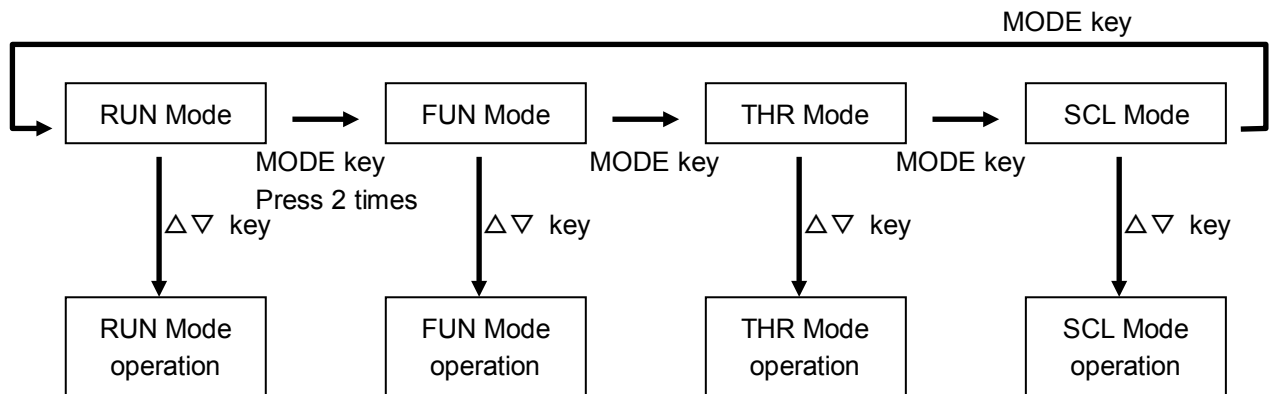 MODE key
RUN Mode
FUN Mode
THR Mode
SCL Mode
MODE key
Press 2 times
MODE key
MODE key
△▽ key
△▽ key
△▽ key
△▽ key
RUN Mode
operation
FUN Mode
operation
THR Mode
operation
SCL Mode
operation